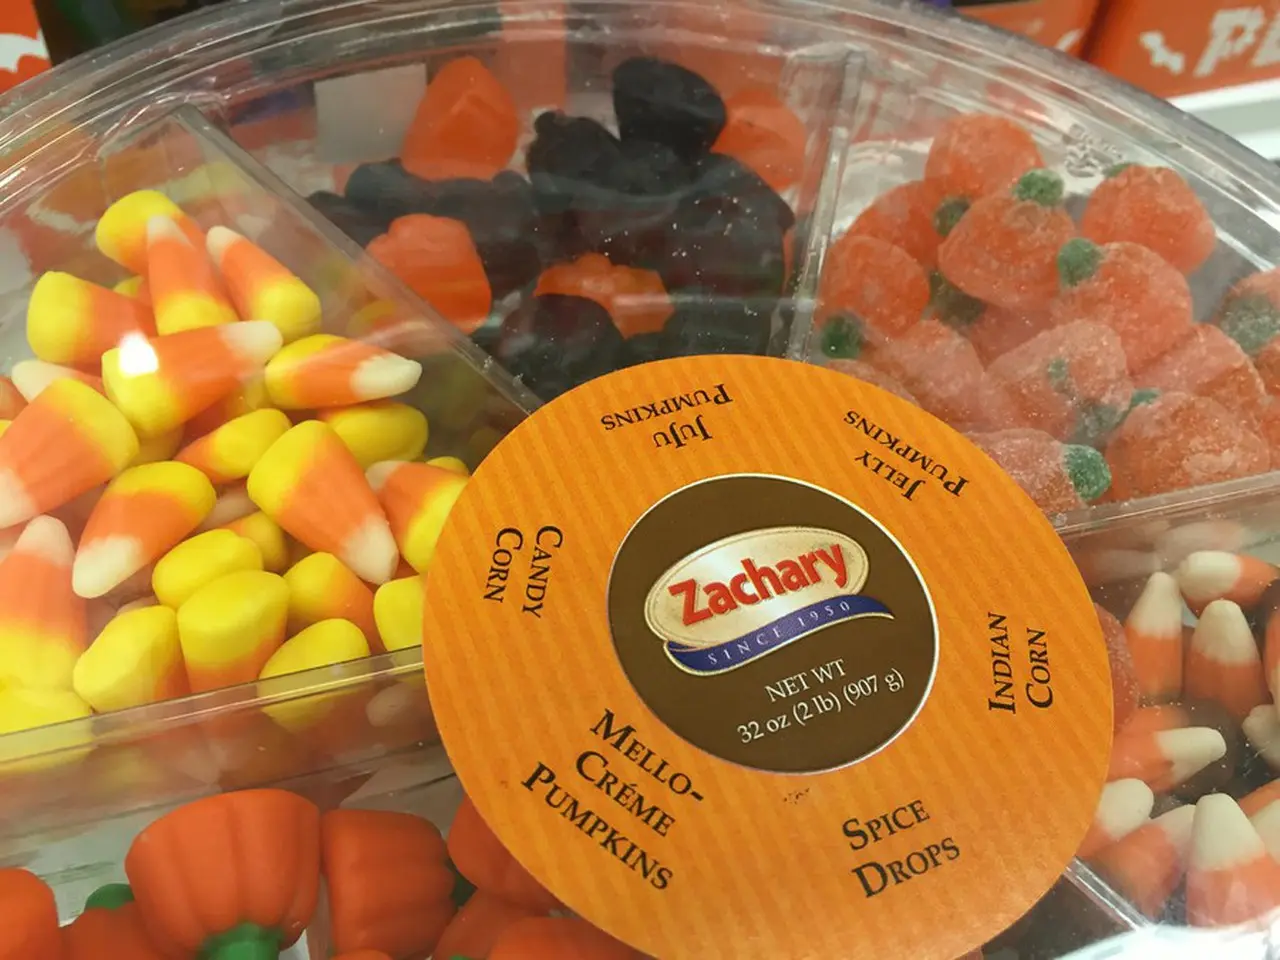 JuJu
Pumpkins
Jelly
Pumpkins
Candy
Corn
Zachary
SINCE 1950
NET WT
32 oz (2 lb) (907 g)
Indian
Corn
Mello-
Créme
Pumpkins
Spice
Drops